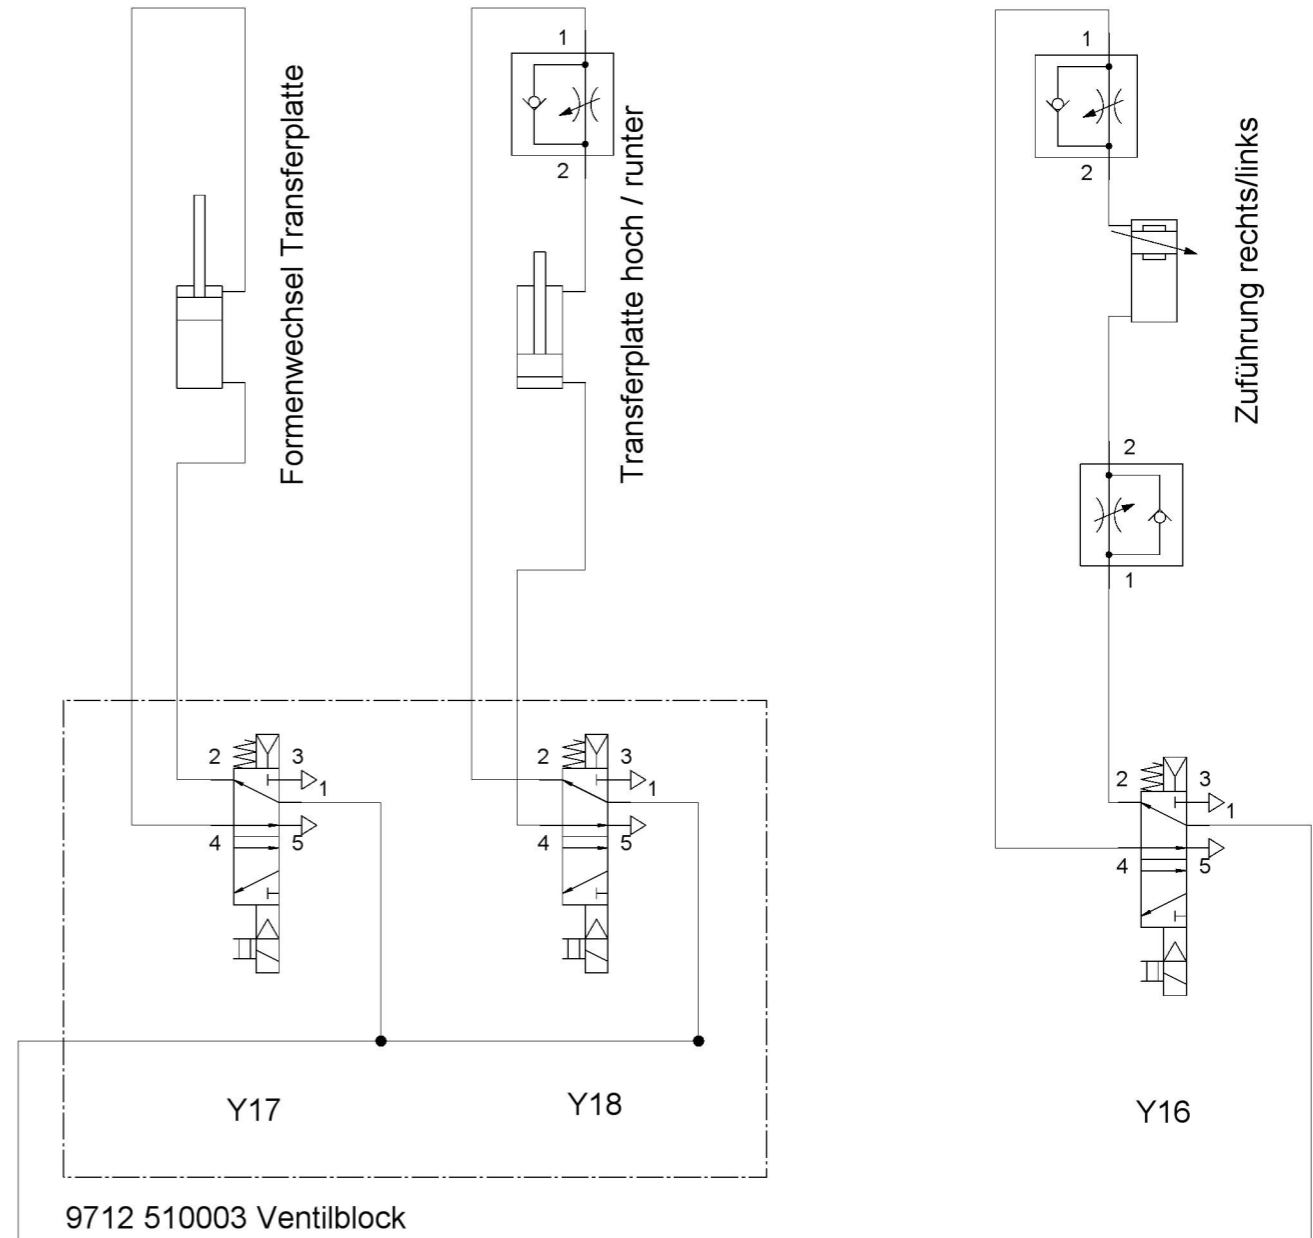 1
2
Formenwechsel Transferplatte
Transferplatte hoch / runter
1
2
Zuführung rechts/links
2
1
2 3
1
4 5
2 3
1
4 5
2 3
1
4 5
Y17
Y18
Y16
9712 510003 Ventilblock